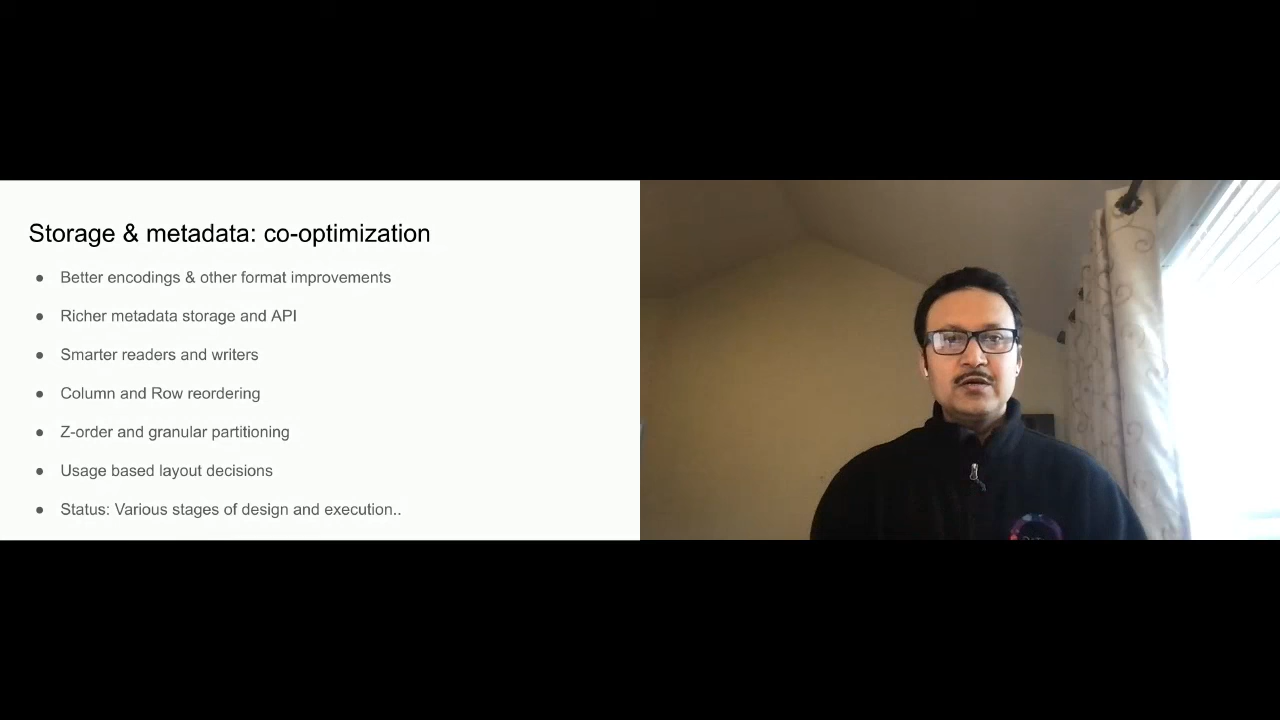 Storage & metadata: co-optimization
● Better encodings & other format improvements
● Richer metadata storage and API
● Smarter readers and writers
● Column and Row reordering
● Z-order and granular partitioning
● Usage based layout decisions
● Status: Various stages of design and execution..